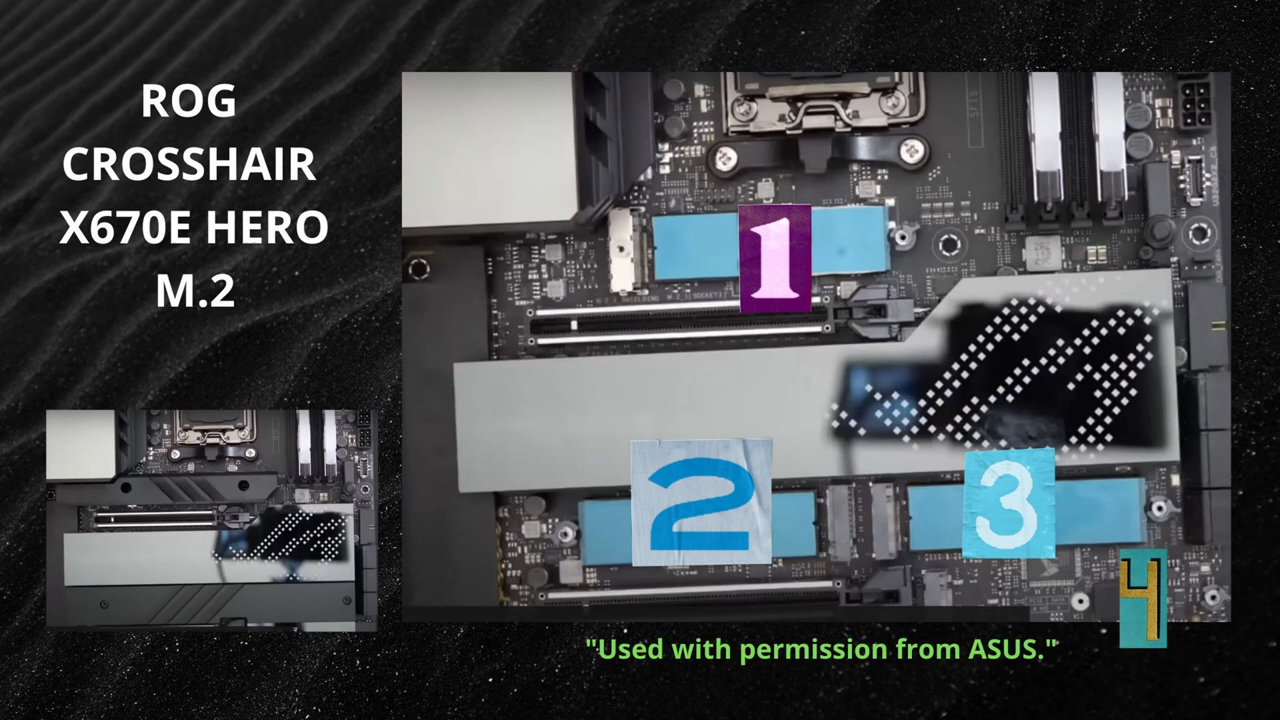 ROG
CROSSHAIR
X670E HERO
M.2
1
2
3
4
"Used with permission from ASUS."